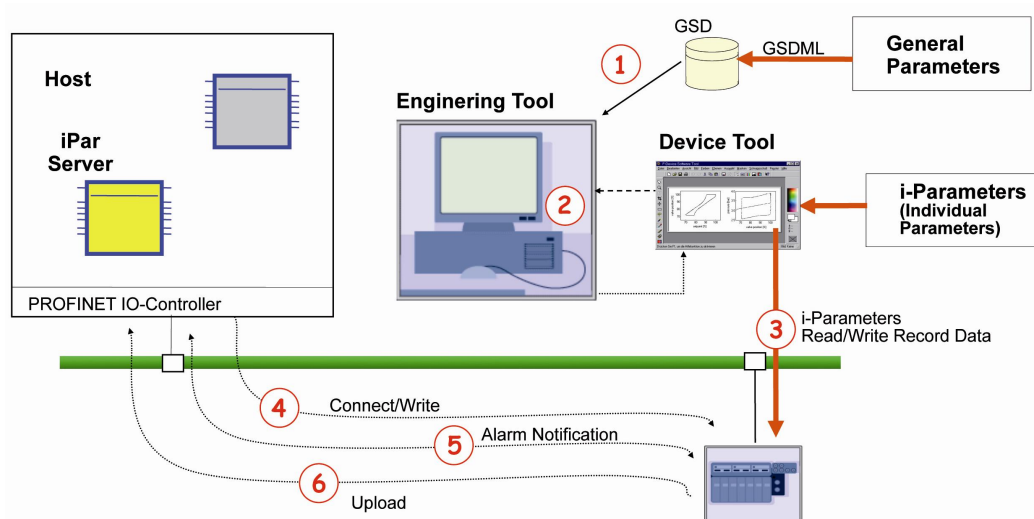 GSD
GSDML
General
Parameters
1
Host
iPar
Server
Enginering Tool
Device Tool
2
i-Parameters
(Individual
Parameters)
PROFINET IO-Controller
3
i-Parameters
Read/Write Record Data
4
Connect/Write
5
Alarm Notification
6
Upload